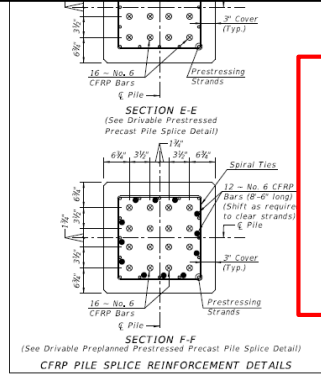 3½"
6¾"
3" Cover
(Typ.)
16 ~ No. 6
CFRP Bars
Prestressing
Strands
℄ Pile
SECTION E-E
(See Drivable Prestressed
Precast Pile Splice Detail)
1¾"
6¾" 3½" 3½" 6¾"
Spiral Ties
12 ~ No. 6 CFRP
Bars (8'-6" long)
(Shift as require
to clear strands)
℄ Pile
6¾"
3½"
1¾"
3½"
6¾"
3" Cover
(Typ.)
16 ~ No. 6
CFRP Bars
Prestressing
Strands
℄ Pile
SECTION F-F
(See Drivable Preplanned Prestressed Precast Pile Splice Detail)
CFRP PILE SPLICE REINFORCEMENT DETAILS